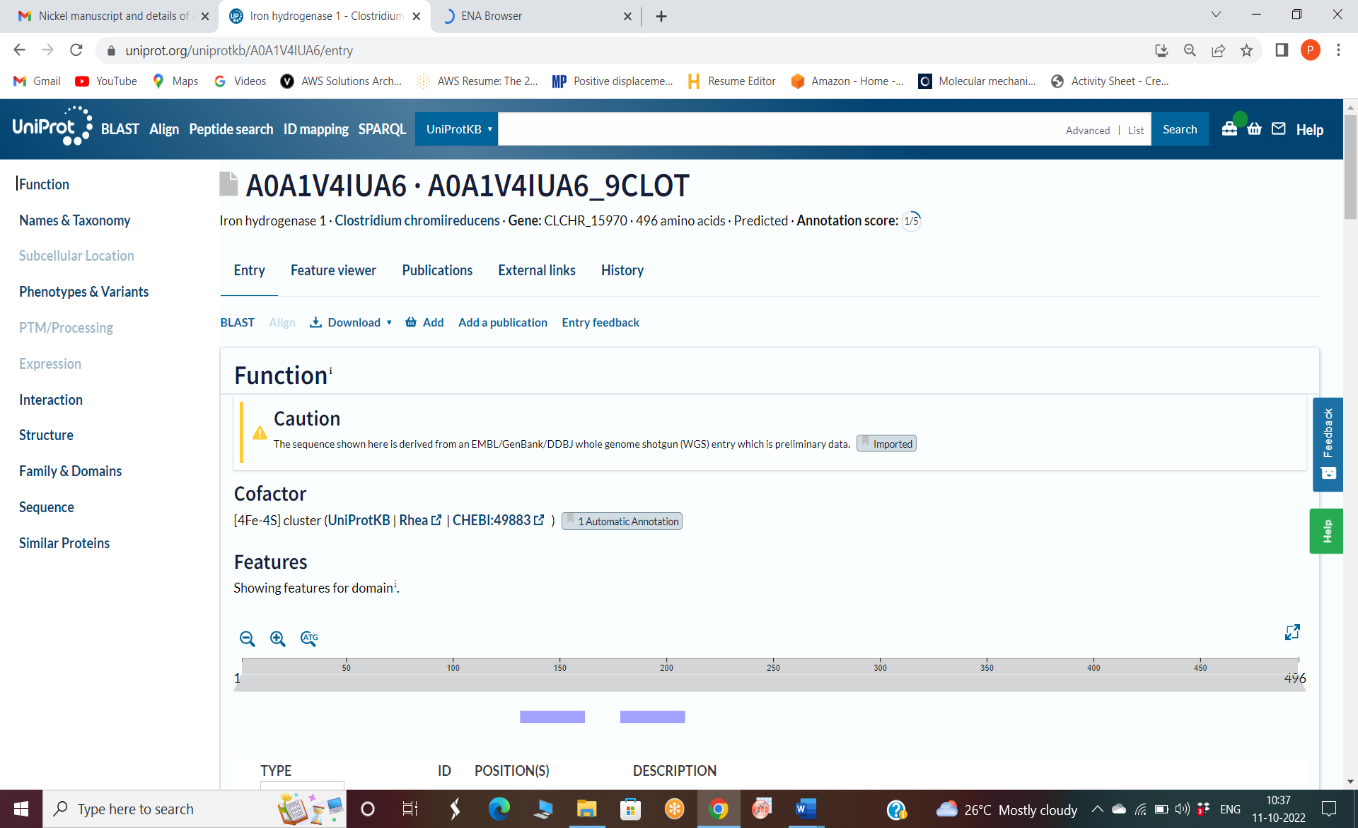 Nickel manuscript and details of
Iron hydrogenase 1 - Clostridium
ENA Browser
uniprot.org/uniprotkb/A0A1V4IUA6/entry
P
Gmail
YouTube
Maps
Videos
AWS Solutions Arch...
AWS Resume: The 2...
MP Positive displaceme...
Resume Editor
Amazon - Home -...
Molecular mechani...
Activity Sheet - Cre...
UniProt
BLAST Align Peptide search ID mapping SPARQL
UniProtKB
Advanced | List
Search
Help
Function
Names & Taxonomy
Subcellular Location
Phenotypes & Variants
PTM/Processing
Expression
Interaction
Structure
Family & Domains
Sequence
Similar Proteins
A0A1V4IUA6 · A0A1V4IUA6_9CLOT
Iron hydrogenase 1 · Clostridium chromiireducens · Gene: CLCHR_15970 · 496 amino acids · Predicted · Annotation score: 1/5
Entry Feature viewer Publications External links History
BLAST Align Download Add Add a publication Entry feedback
Function i
Caution
The sequence shown here is derived from an EMBL/GenBank/DDBJ whole genome shotgun (WGS) entry which is preliminary data. Imported
Cofactor
[4Fe-4S] cluster (UniProtKB | Rhea | CHEBI:49883 ) 1 Automatic Annotation
Features
Showing features for domain i.
ATG
50 100 150 200 250 300 350 400 450
1 496
TYPE ID POSITION(S) DESCRIPTION
Feedback
Help
Type here to search
26°C Mostly cloudy
ENG
10:37
11-10-2022